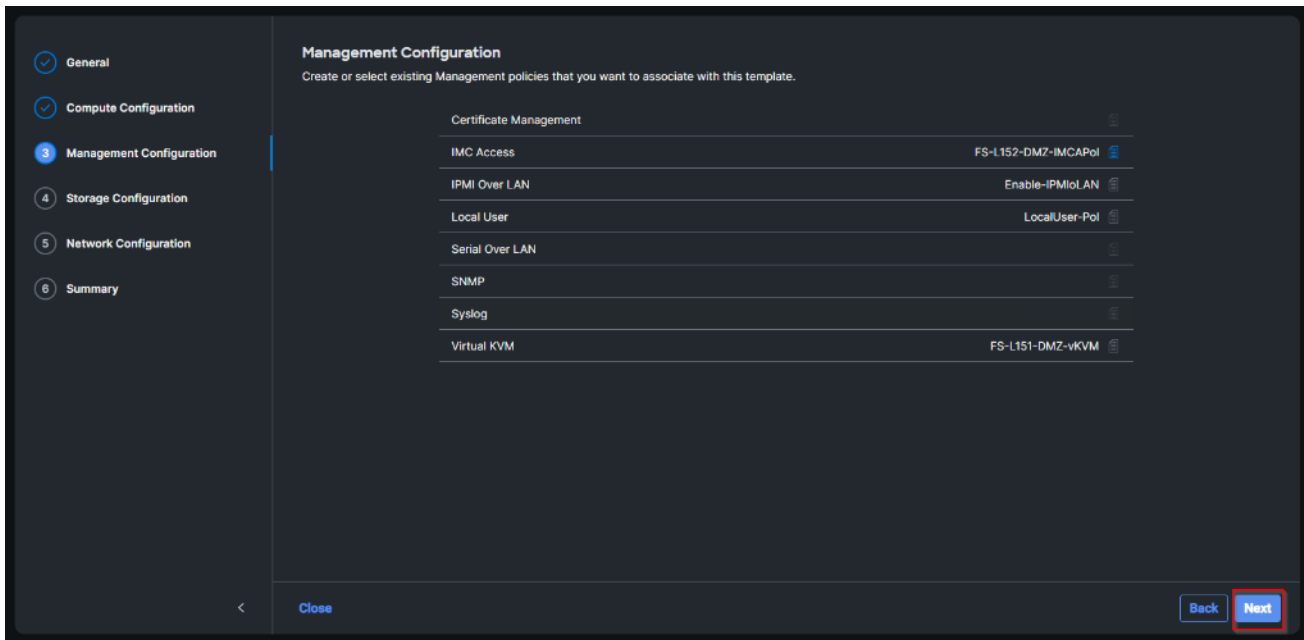 General
Compute Configuration
3 Management Configuration
4 Storage Configuration
5 Network Configuration
6 Summary
Management Configuration
Create or select existing Management policies that you want to associate with this template.
Certificate Management
IMC Access FS-L152-DMZ-IMCAPol
IPMI Over LAN Enable-IPMIoLAN
Local User LocalUser-Pol
Serial Over LAN
SNMP
Syslog
Virtual KVM FS-L151-DMZ-vKVM
Close Back Next